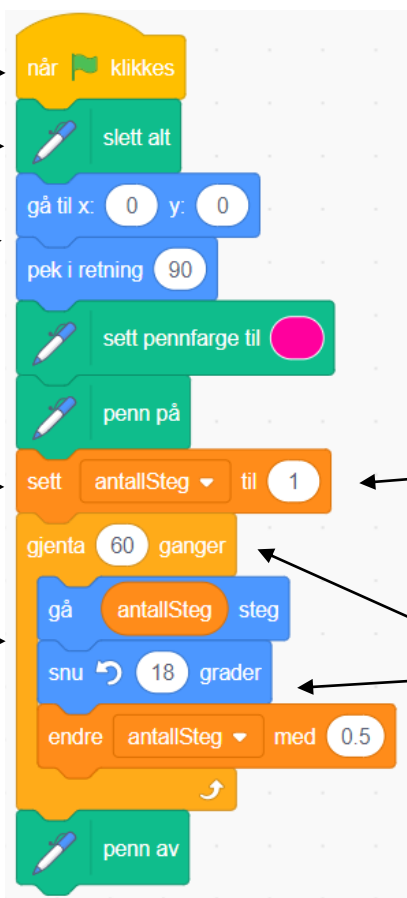 når klikkes
slett alt
gå til x: 0 y: 0
pek i retning 90
sett pennfarge til
penn på
sett antallSteg til 1
gjenta 60 ganger
gå antallSteg steg
snu 18 grader
endre antallSteg med 0.5
penn av